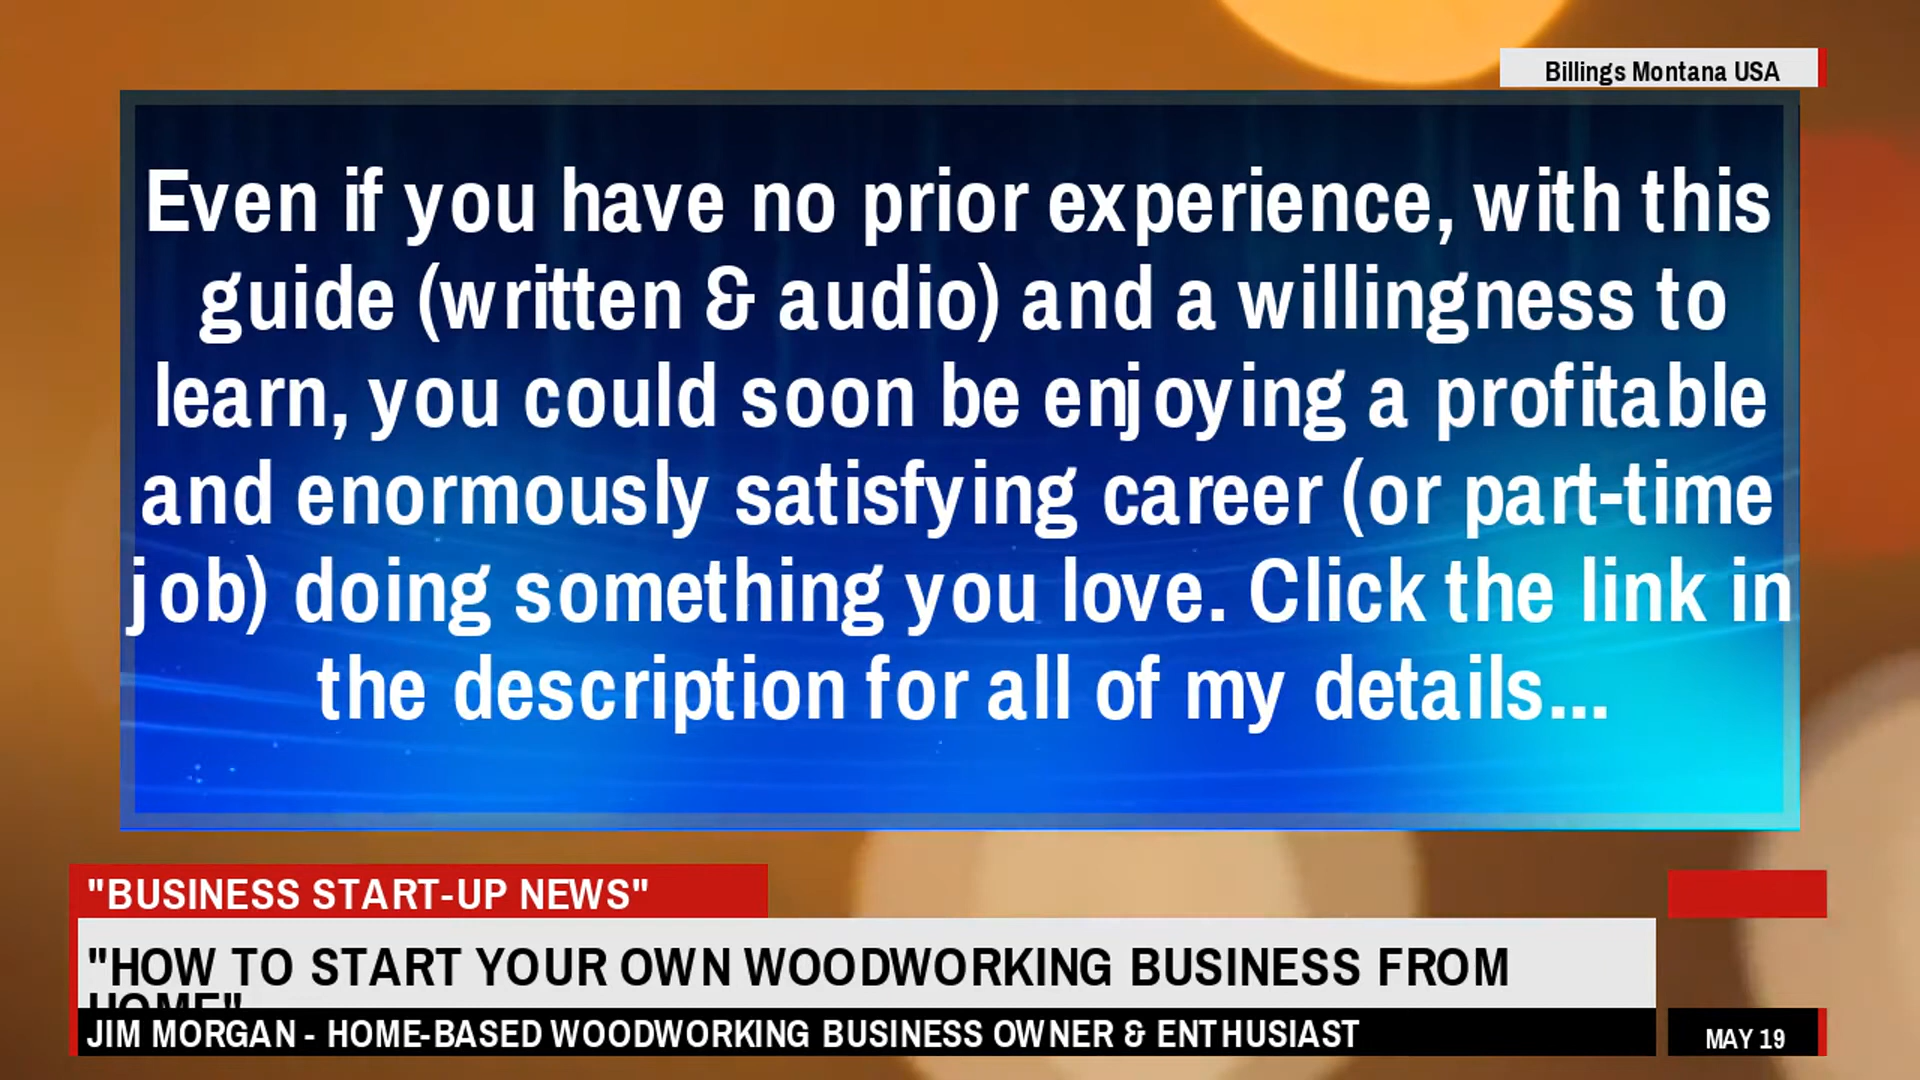 Billings Montana USA
Even if you have no prior experience, with this
guide (written & audio) and a willingness to
learn, you could soon be enjoying a profitable
and enormously satisfying career (or part-time
job) doing something you love. Click the link in
the description for all of my details...
"BUSINESS START-UP NEWS"
"HOW TO START YOUR OWN WOODWORKING BUSINESS FROM
HOME"
JIM MORGAN - HOME-BASED WOODWORKING BUSINESS OWNER & ENTHUSIAST
MAY 19